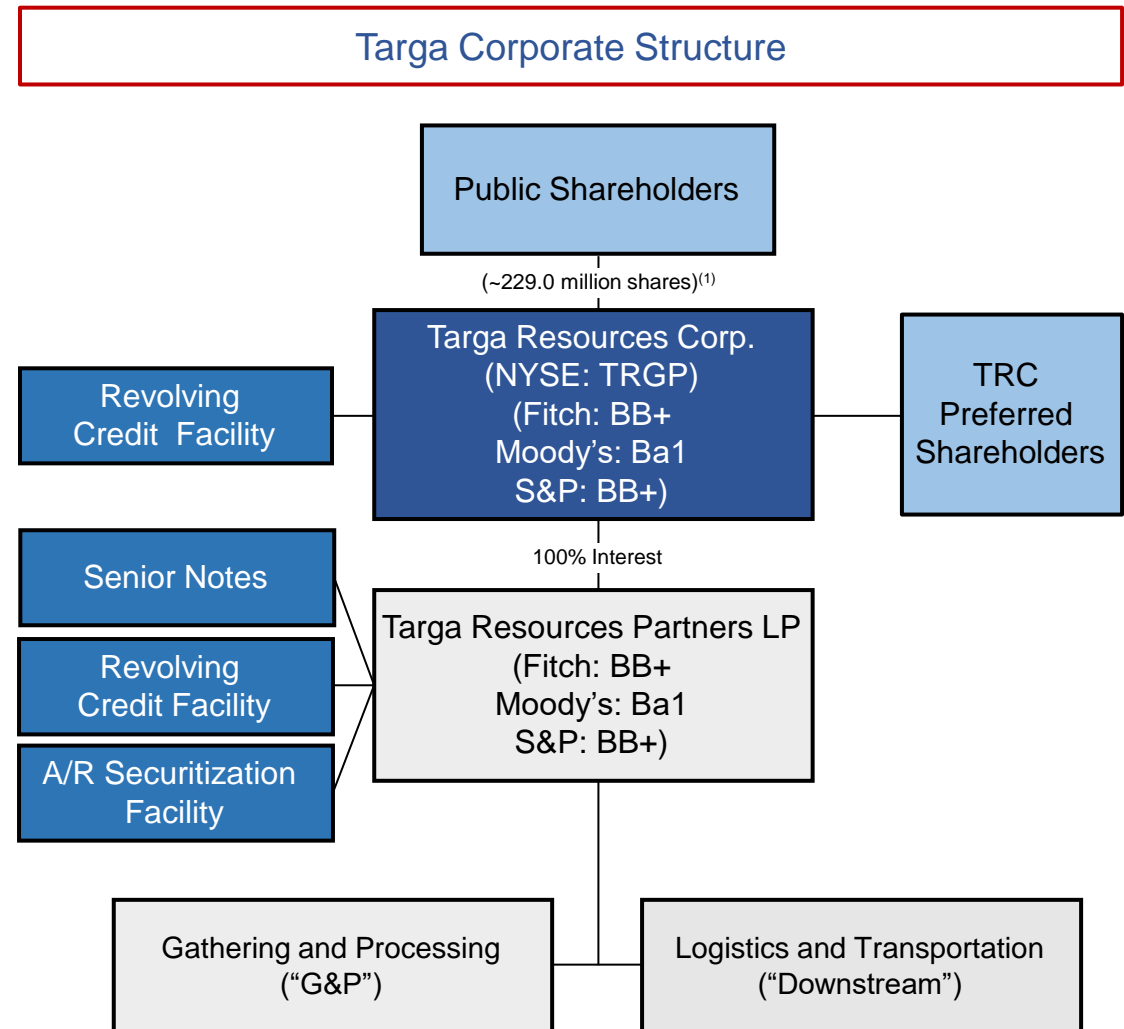 Targa Corporate Structure
Public Shareholders
(~229.0 million shares)(1)
Targa Resources Corp.
(NYSE: TRGP)
(Fitch: BB+
Moody’s: Ba1
S&P: BB+)
Revolving
Credit Facility
TRC
Preferred
Shareholders
100% Interest
Senior Notes
Revolving
Credit Facility
A/R Securitization
Facility
Targa Resources Partners LP
(Fitch: BB+
Moody’s: Ba1
S&P: BB+)
Gathering and Processing
(“G&P”)
Logistics and Transportation
(“Downstream”)